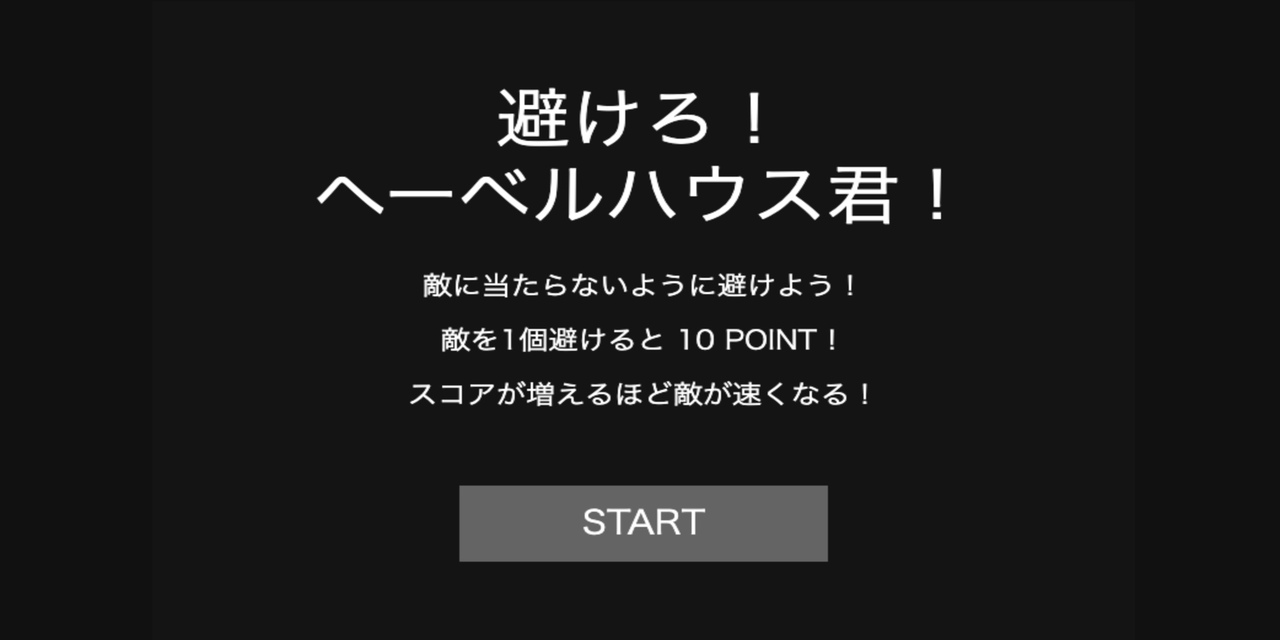 避けろ！
ヘーベルハウス君！
敵に当たらないように避けよう！
敵を1個避けると 10 POINT！
スコアが増えるほど敵が速くなる！
START